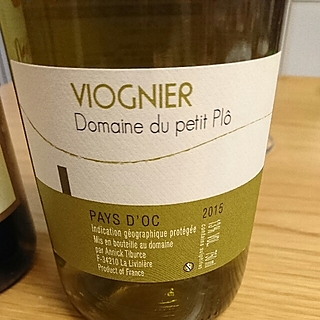 VIOGNIER
Domaine du petit Plô
PAYS D'OC 2015
Indication géographique protégée
Mis en bouteille au domaine
par Annick Tiburce
F-34210 La Livinière
Product of France